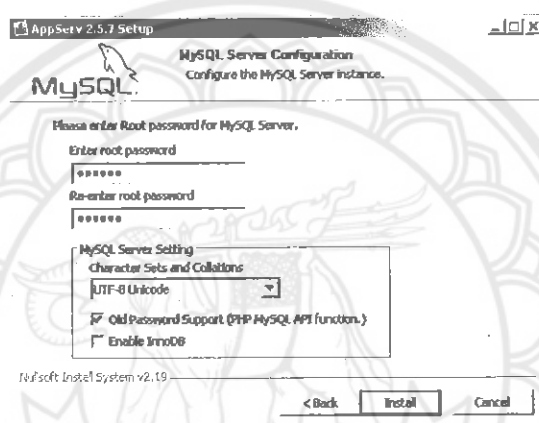 AppServ 2.5.7 Setup
MySQL
MySQL Server Configuration
Configure the MySQL Server instance.
Please enter Root password for MySQL Server.
Enter root password
******
Re-enter root password
******
MySQL Server Setting
Character Sets and Collations
UTF-8 Unicode
Old Password Support (PHP MySQL API function.)
Enable InnoDB
Nullsoft Install System v2.19
< Back
Install
Cancel